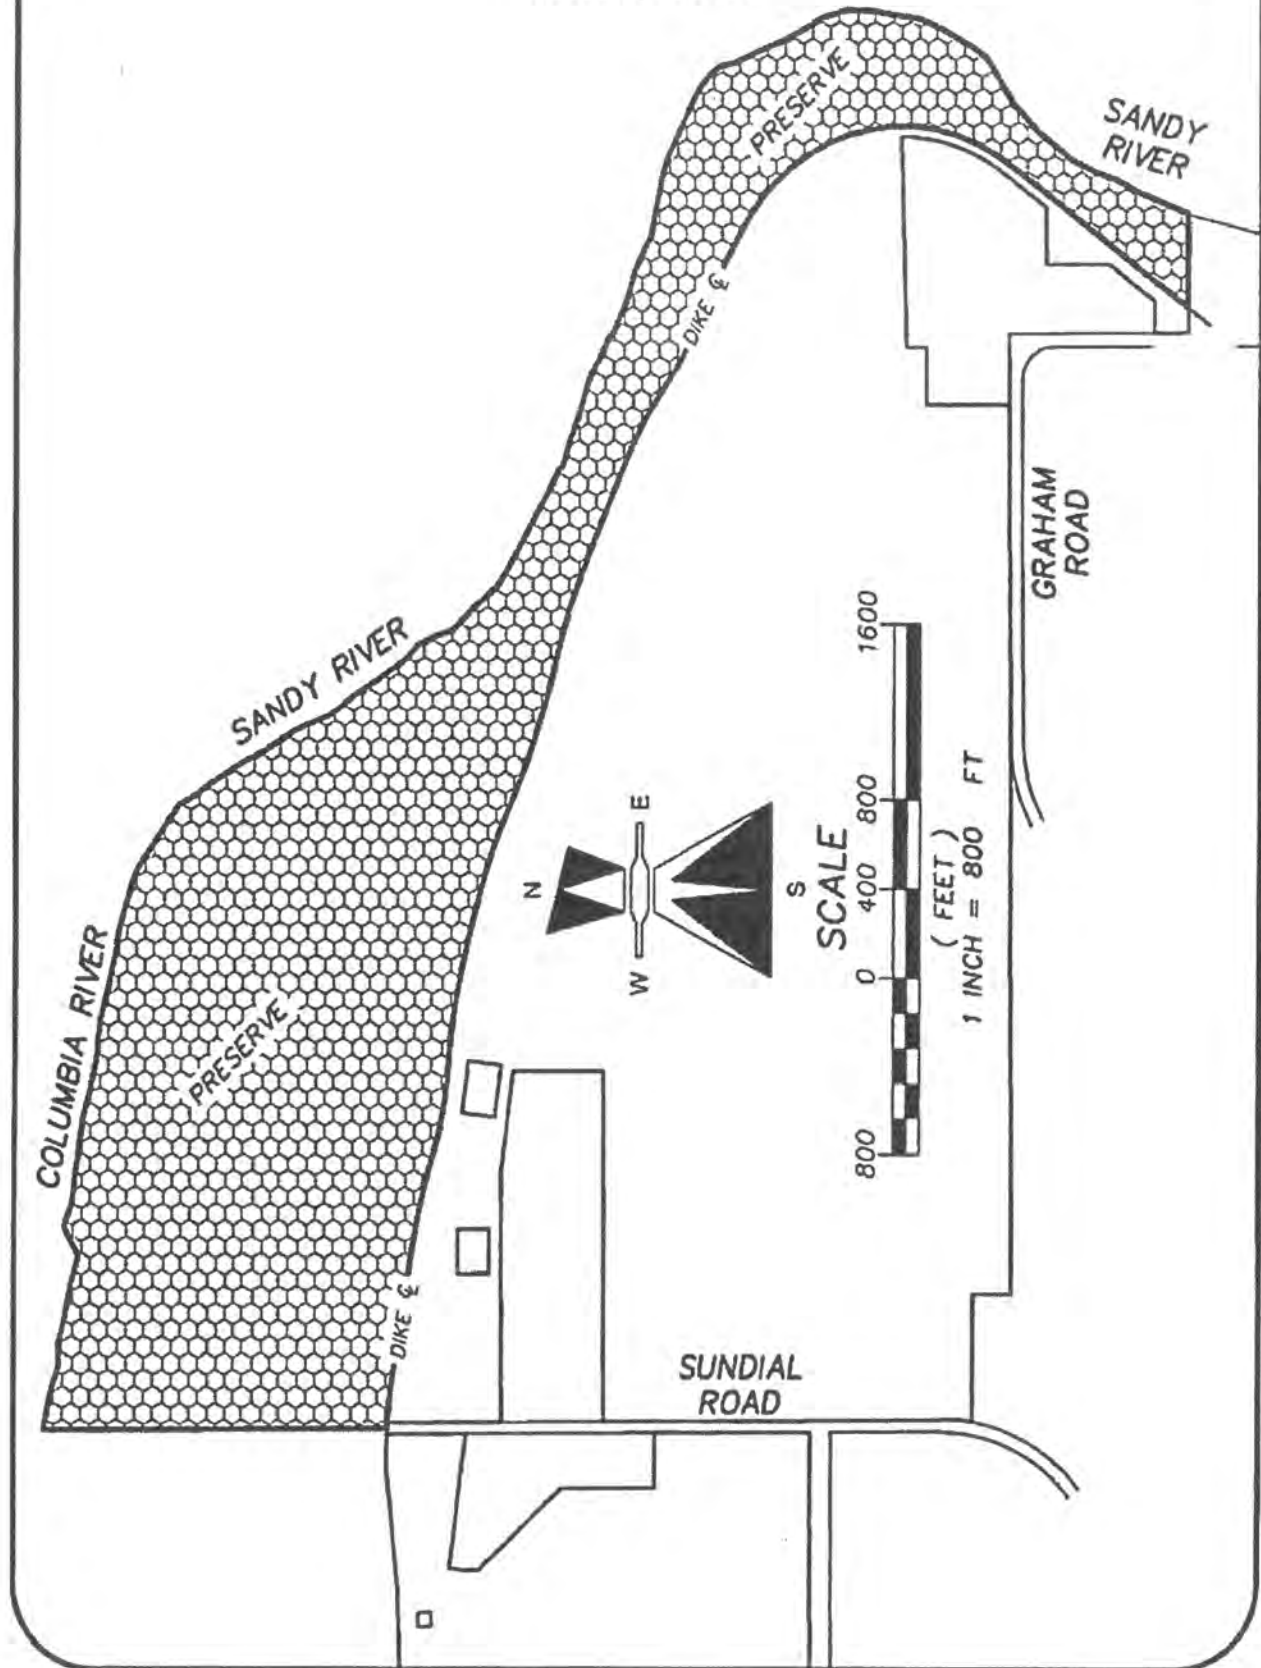 COLUMBIA RIVER
SANDY RIVER
SANDY
RIVER
PRESERVE
PRESERVE
DIKE ℄
DIKE ℄
N
W E
S
SCALE
800 0 400 800 1600
( FEET )
1 INCH = 800 FT
SUNDIAL
ROAD
GRAHAM
ROAD